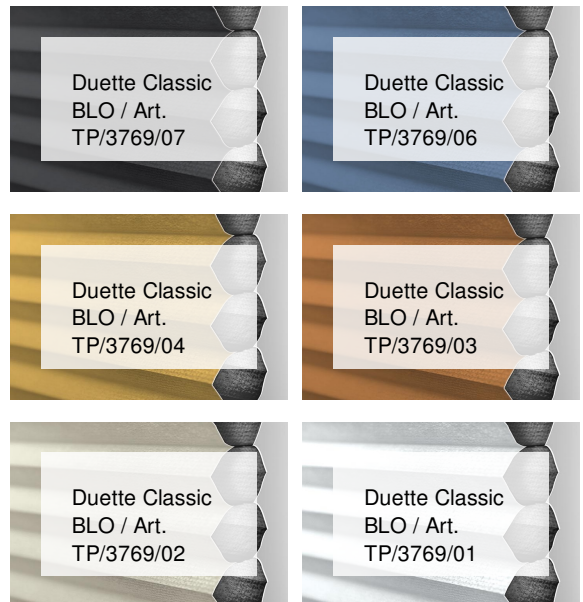 Duette Classic
BLO / Art.
TP/3769/07
Duette Classic
BLO / Art.
TP/3769/06
Duette Classic
BLO / Art.
TP/3769/04
Duette Classic
BLO / Art.
TP/3769/03
Duette Classic
BLO / Art.
TP/3769/02
Duette Classic
BLO / Art.
TP/3769/01